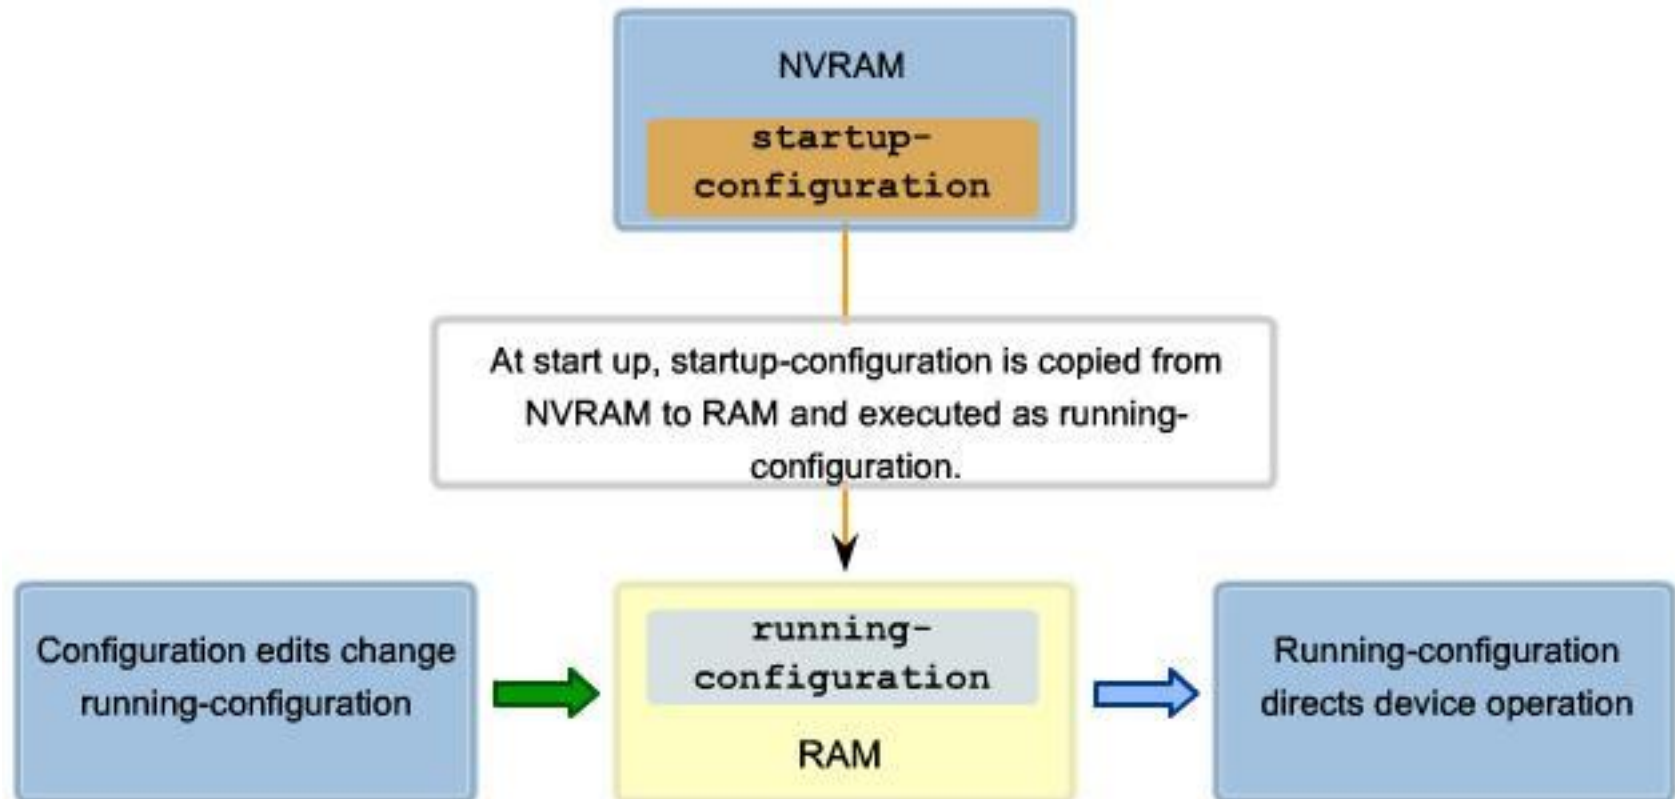 NVRAM
startup-
configuration
At start up, startup-configuration is copied from
NVRAM to RAM and executed as running-
configuration.
Configuration edits change
running-configuration
running-
configuration
RAM
Running-configuration
directs device operation